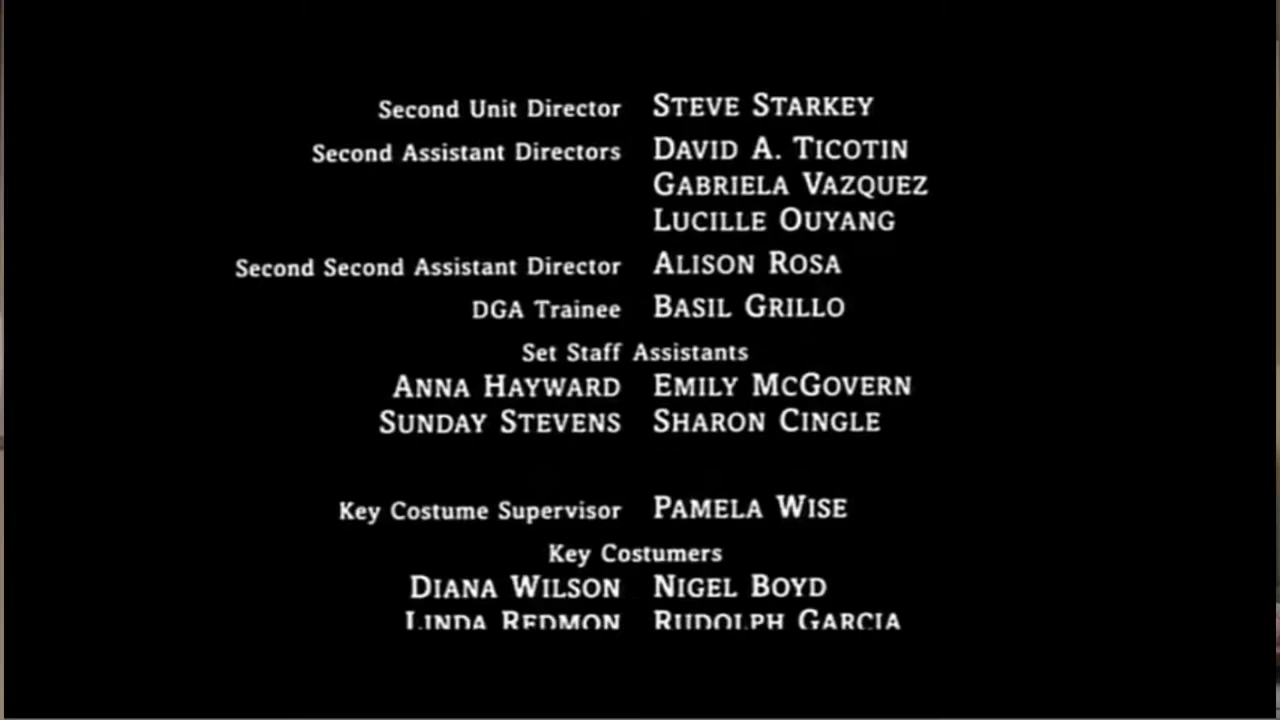 Second Unit Director STEVE STARKEY
Second Assistant Directors DAVID A. TICOTIN
GABRIELA VAZQUEZ
LUCILLE OUYANG
Second Second Assistant Director ALISON ROSA
DGA Trainee BASIL GRILLO
Set Staff Assistants
ANNA HAYWARD EMILY MCGOVERN
SUNDAY STEVENS SHARON CINGLE
Key Costume Supervisor PAMELA WISE
Key Costumers
DIANA WILSON NIGEL BOYD
LINDA REDMON RUDOLPH GARCIA